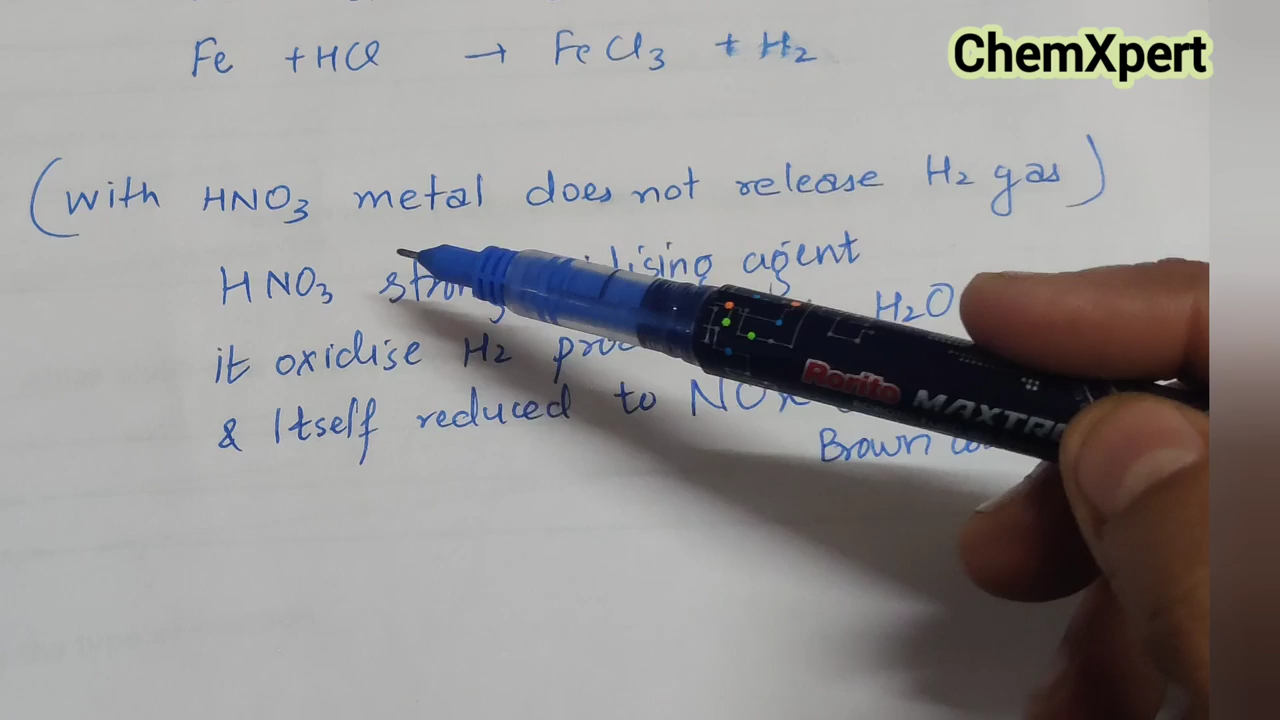 Fe + HCl → FeCl3 + H2
ChemXpert
(with HNO3 metal does not release H2 gas)
HNO3 agent
it oxidise H2 H2O
& Itself reduced to
Brown
Rorito